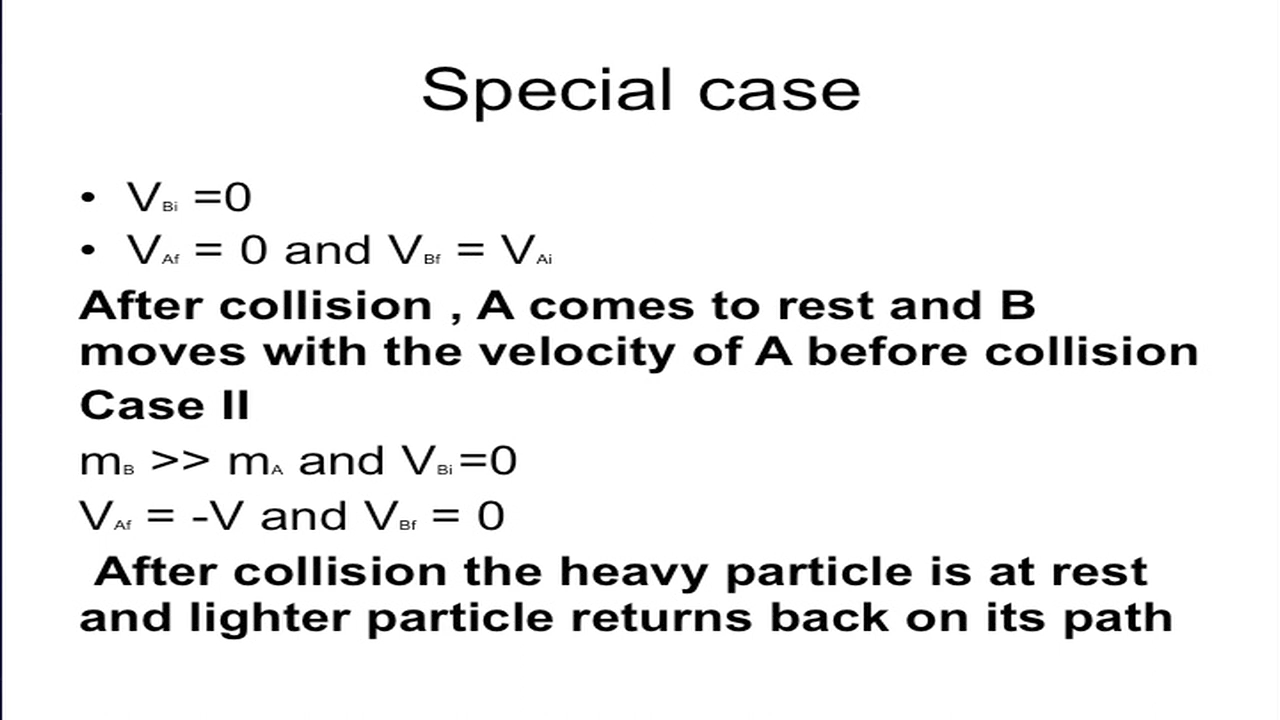 Special case
• VBi =0
• VAf = 0 and VBf = VAi
After collision , A comes to rest and B
moves with the velocity of A before collision
Case II
mB >> mA and VBi=0
VAf = -V and VBf = 0
After collision the heavy particle is at rest
and lighter particle returns back on its path